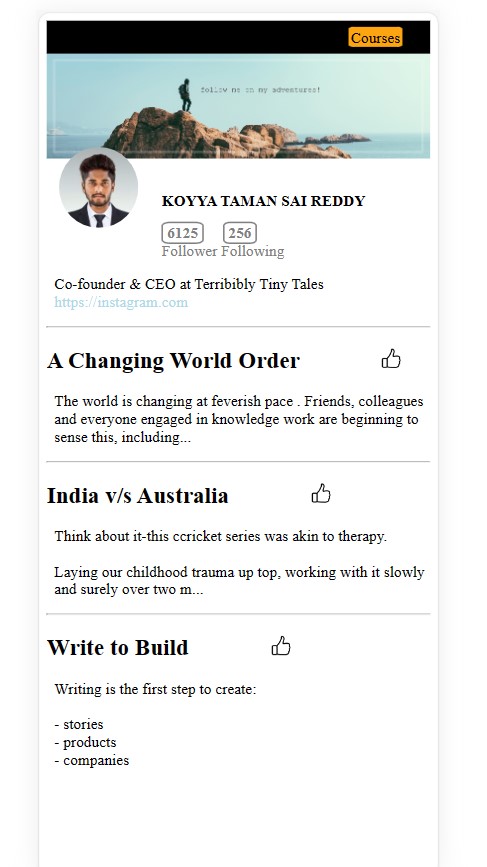 Courses
follow me on my adventures!
KOYYA TAMAN SAI REDDY
6125 256
Follower Following
Co-founder & CEO at Terribibly Tiny Tales
https://instagram.com
A Changing World Order
The world is changing at feverish pace . Friends, colleagues
and everyone engaged in knowledge work are beginning to
sense this, including...
India v/s Australia
Think about it-this ccricket series was akin to therapy.
Laying our childhood trauma up top, working with it slowly
and surely over two m...
Write to Build
Writing is the first step to create:
- stories
- products
- companies